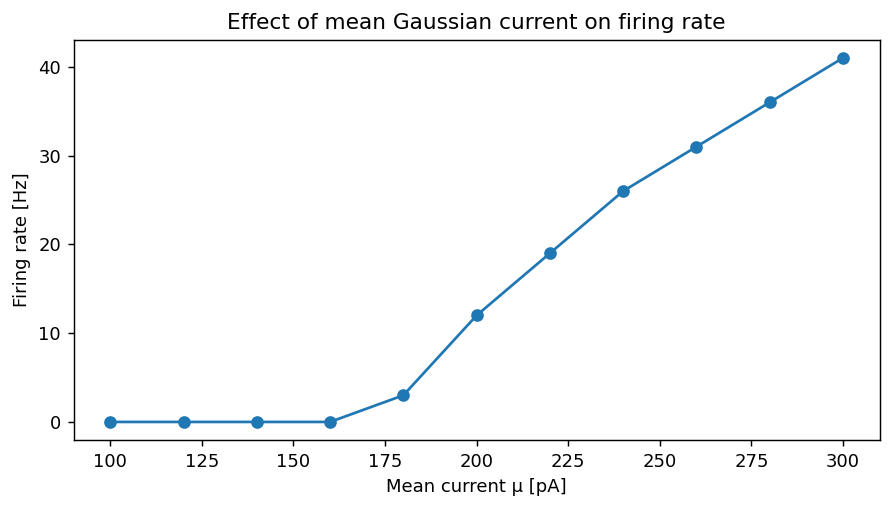 Effect of mean Gaussian current on firing rate
Firing rate [Hz]
40
30
20
10
0
100 125 150 175 200 225 250 275 300
Mean current μ [pA]